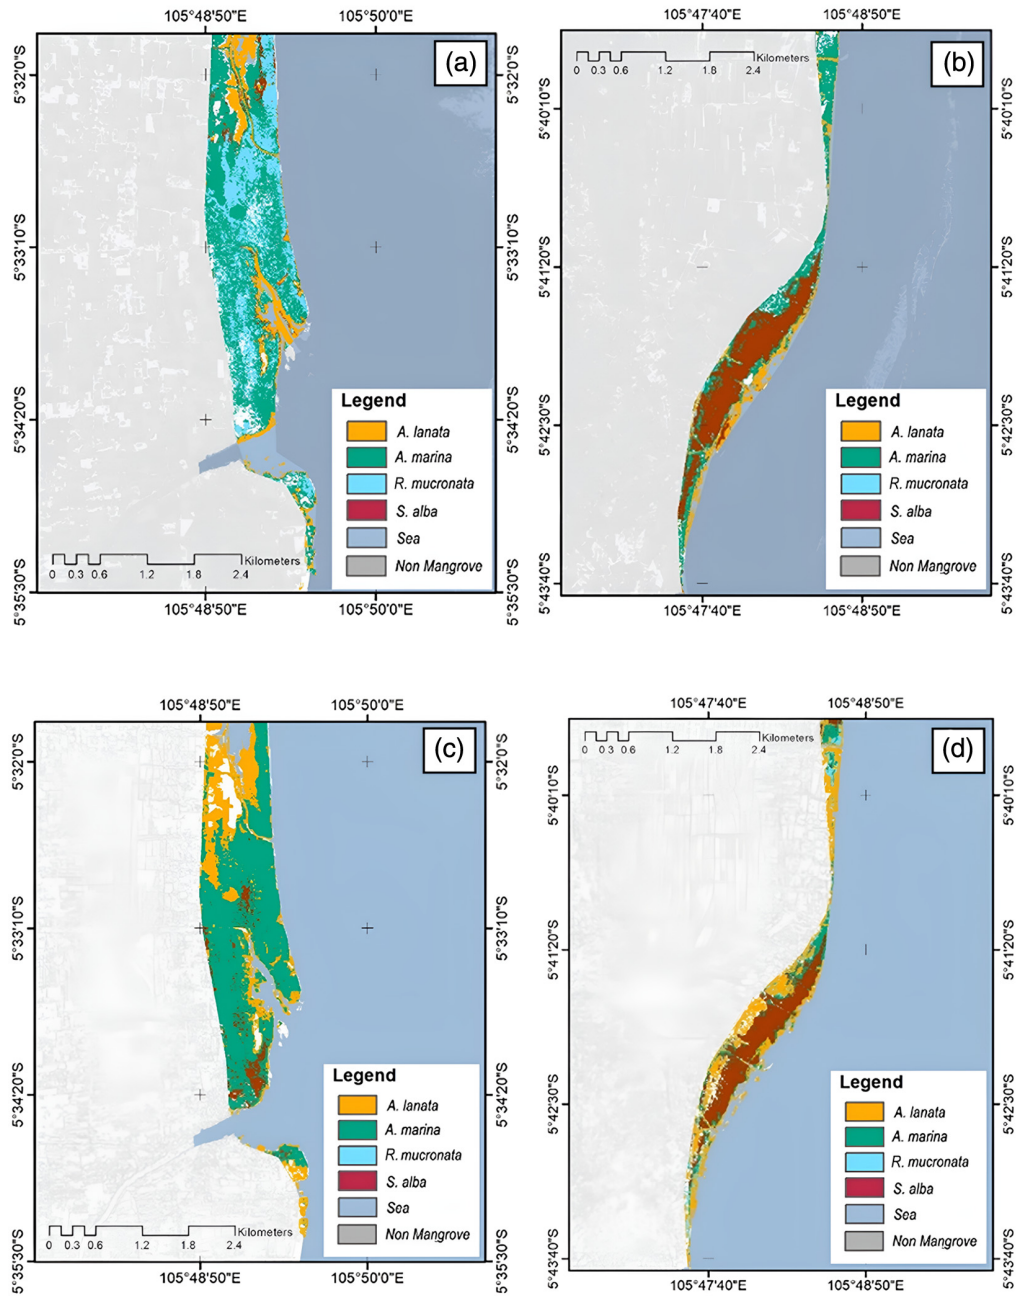 105°48'50"E 105°50'0"E
(a)
5°32'0"S
5°33'10"S
5°34'20"S
5°35'30"S
5°32'0"S
5°33'10"S
5°34'20"S
5°35'30"S
Legend
A. lanata
A. marina
R. mucronata
S. alba
Sea
Non Mangrove
Kilometers
0 0.3 0.6 1.2 1.8 2.4
105°48'50"E 105°50'0"E
105°47'40"E 105°48'50"E
(b)
Kilometers
0 0.3 0.6 1.2 1.8 2.4
5°40'10"S
5°41'20"S
5°42'30"S
5°43'40"S
5°40'10"S
5°41'20"S
5°42'30"S
5°43'40"S
Legend
A. lanata
A. marina
R. mucronata
S. alba
Sea
Non Mangrove
105°47'40"E 105°48'50"E
105°48'50"E 105°50'0"E
(c)
5°32'0"S
5°33'10"S
5°34'20"S
5°35'30"S
5°32'0"S
5°33'10"S
5°34'20"S
5°35'30"S
Legend
A. lanata
A. marina
R. mucronata
S. alba
Sea
Non Mangrove
Kilometers
0 0.3 0.6 1.2 1.8 2.4
105°48'50"E 105°50'0"E
105°47'40"E 105°48'50"E
(d)
Kilometers
0 0.3 0.6 1.2 1.8 2.4
5°40'10"S
5°41'20"S
5°42'30"S
5°43'40"S
5°40'10"S
5°41'20"S
5°42'30"S
5°43'40"S
Legend
A. lanata
A. marina
R. mucronata
S. alba
Sea
Non Mangrove
105°47'40"E 105°48'50"E